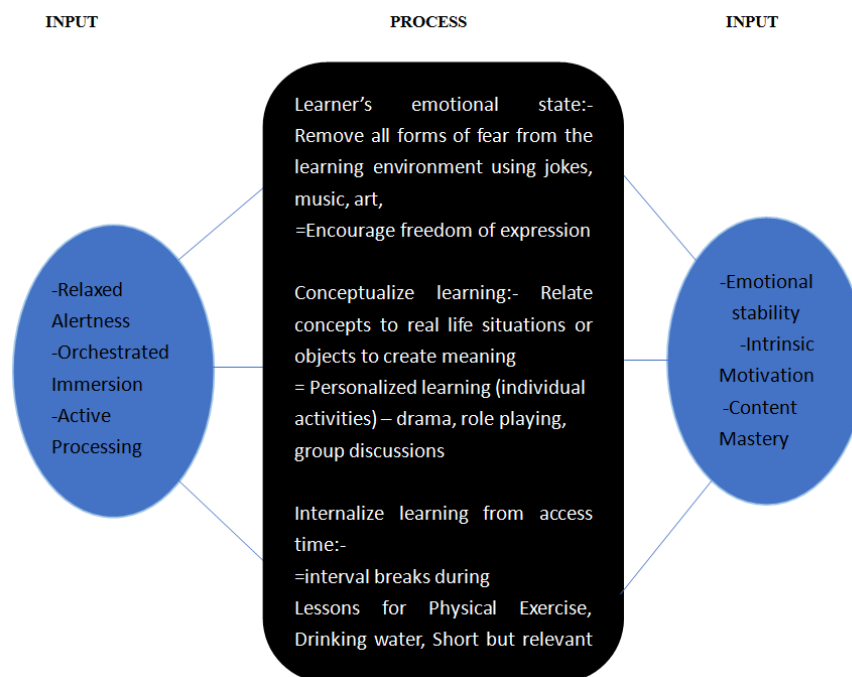 INPUT
PROCESS
INPUT
-Relaxed
Alertness
-Orchestrated
Immersion
-Active
Processing
Learner’s emotional state:-
Remove all forms of fear from the
learning environment using jokes,
music, art,
=Encourage freedom of expression
Conceptualize learning:- Relate
concepts to real life situations or
objects to create meaning
= Personalized learning (individual
activities) – drama, role playing,
group discussions
Internalize learning from access
time:-
=interval breaks during
Lessons for Physical Exercise,
Drinking water, Short but relevant
-Emotional
stability
-Intrinsic
Motivation
-Content
Mastery